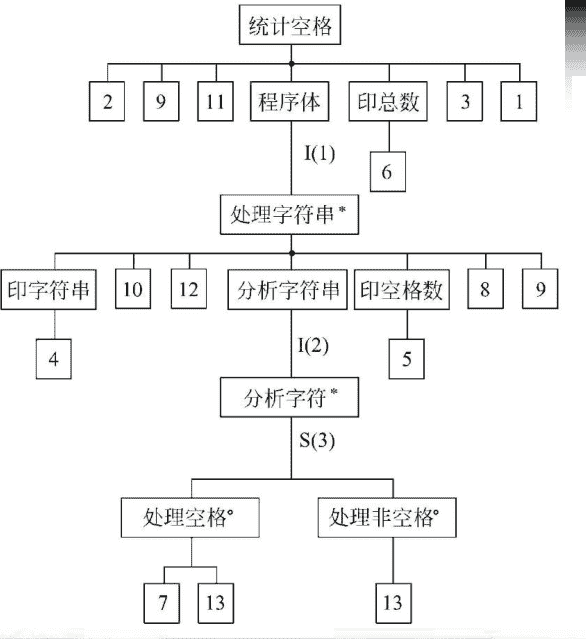 统计空格
2 9 11 程序体 印总数 3 1
I(1)
6
处理字符串*
印字符串 10 12 分析字符串 印空格数 8 9
I(2)
4 5
分析字符*
S(3)
处理空格° 处理非空格°
7 13 13